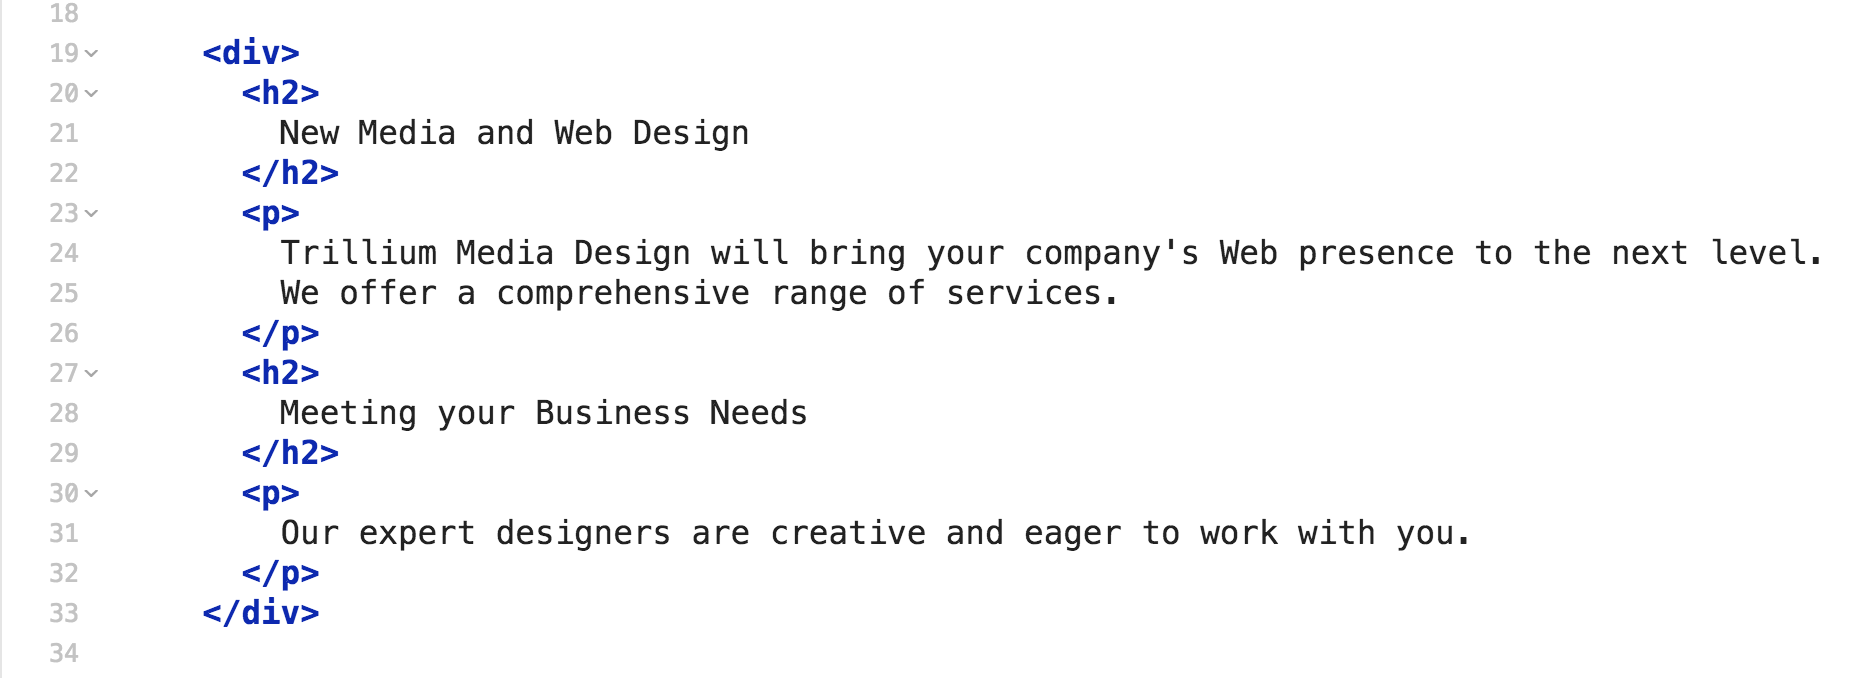 18
19 <div>
20 <h2>
21 New Media and Web Design
22 </h2>
23 <p>
24 Trillium Media Design will bring your company's Web presence to the next level.
25 We offer a comprehensive range of services.
26 </p>
27 <h2>
28 Meeting your Business Needs
29 </h2>
30 <p>
31 Our expert designers are creative and eager to work with you.
32 </p>
33 </div>
34